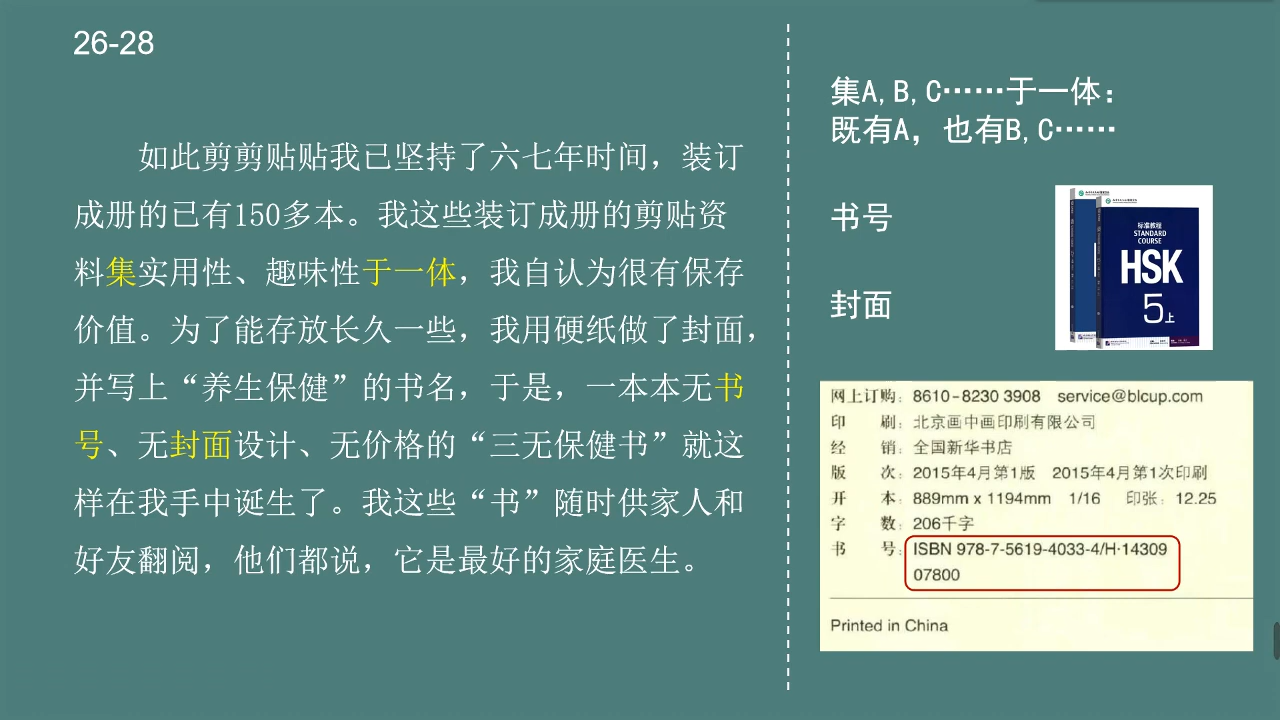 26-28
如此剪剪贴贴我已坚持了六七年时间，装订
成册的已有150多本。我这些装订成册的剪贴资
料集实用性、趣味性于一体，我自认为很有保存
价值。为了能存放长久一些，我用硬纸做了封面，
并写上“养生保健”的书名，于是，一本本无书
号、无封面设计、无价格的“三无保健书”就这
样在我手中诞生了。我这些“书”随时供家人和
好友翻阅，他们都说，它是最好的家庭医生。
集A,B,C……于一体：
既有A，也有B,C……
书号
封面
标准教程
STANDARD
COURSE
HSK
5上
网上订购：8610-8230 3908 service@blcup.com
印 刷：北京画中画印刷有限公司
经 销：全国新华书店
版 次：2015年4月第1版 2015年4月第1次印刷
开 本：889mm x 1194mm 1/16 印张：12.25
字 数：206千字
书 号：ISBN 978-7-5619-4033-4/H·14309
07800
Printed in China